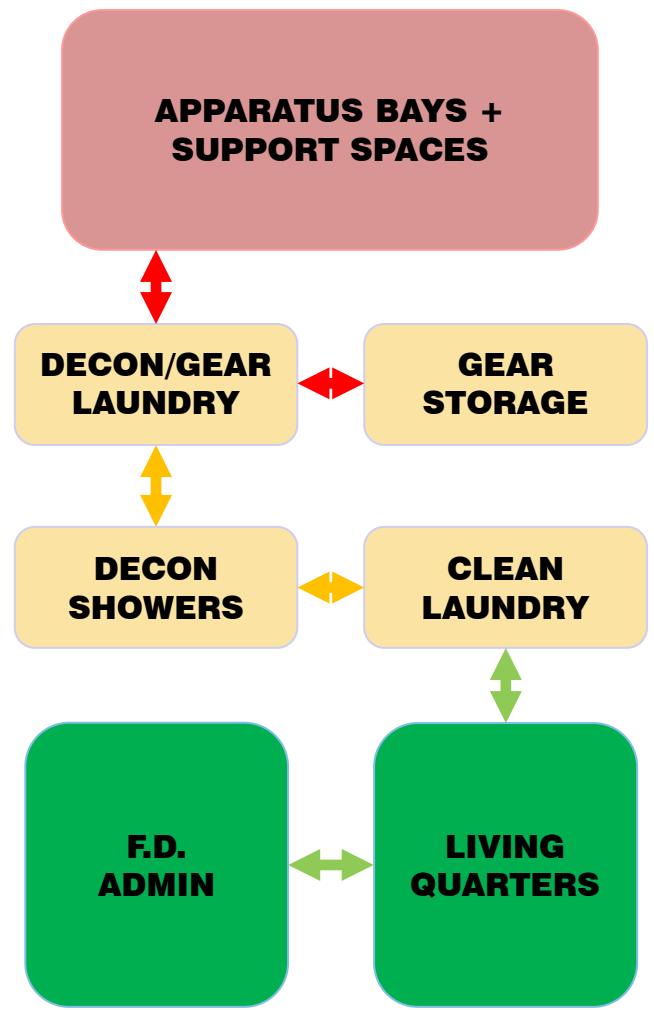 APPARATUS BAYS +
SUPPORT SPACES
DECON/GEAR
LAUNDRY
GEAR
STORAGE
DECON
SHOWERS
CLEAN
LAUNDRY
F.D.
ADMIN
LIVING
QUARTERS